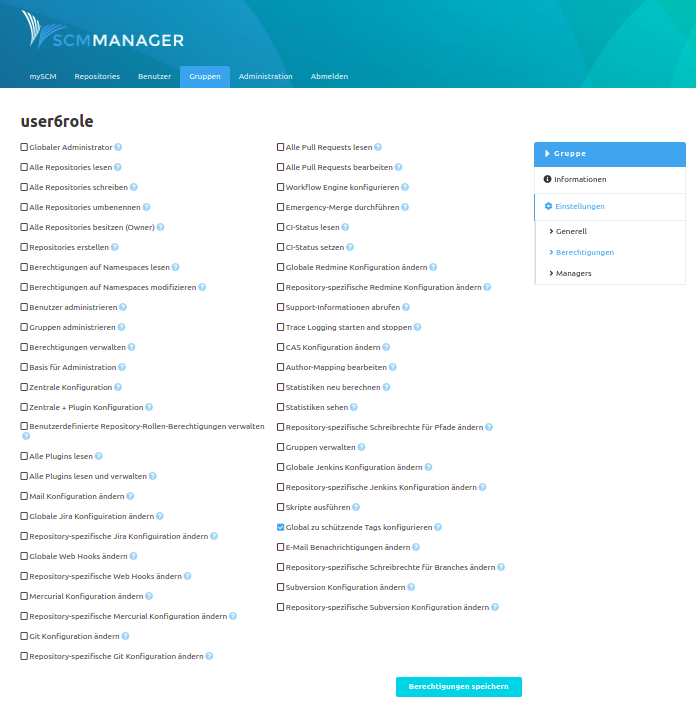 SCMMANAGER
mySCM Repositories Benutzer Gruppen Administration Abmelden
user6role
Globaler Administrator
Alle Repositories lesen
Alle Repositories schreiben
Alle Repositories umbenennen
Alle Repositories besitzen (Owner)
Repositories erstellen
Berechtigungen auf Namespaces lesen
Berechtigungen auf Namespaces modifizieren
Benutzer administrieren
Gruppen administrieren
Berechtigungen verwalten
Basis für Administration
Zentrale Konfiguration
Zentrale + Plugin Konfiguration
Benutzerdefinierte Repository-Rollen-Berechtigungen verwalten
Alle Plugins lesen
Alle Plugins lesen und verwalten
Mail Konfiguration ändern
Globale Jira Konfiguiration ändern
Repository-spezifische Jira Konfiguiration ändern
Globale Web Hooks ändern
Repository-spezifische Web Hooks ändern
Mercurial Konfiguration ändern
Repository-spezifische Mercurial Konfiguration ändern
Git Konfiguration ändern
Repository-spezifische Git Konfiguration ändern
Alle Pull Requests lesen
Alle Pull Requests bearbeiten
Workflow Engine konfigurieren
Emergency-Merge durchführen
CI-Status lesen
CI-Status setzen
Globale Redmine Konfiguration ändern
Repository-spezifische Redmine Konfiguration ändern
Support-Informationen abrufen
Trace Logging starten and stoppen
CAS Konfiguration ändern
Author-Mapping bearbeiten
Statistiken neu berechnen
Statistiken sehen
Repository-spezifische Schreibrechte für Pfade ändern
Gruppen verwalten
Globale Jenkins Konfiguration ändern
Repository-spezifische Jenkins Konfiguration ändern
Skripte ausführen
Global zu schützende Tags konfigurieren
E-Mail Benachrichtigungen ändern
Repository-spezifische Schreibrechte für Branches ändern
Subversion Konfiguration ändern
Repository-spezifische Subversion Konfiguration ändern
Berechtigungen speichern
Gruppe
Informationen
Einstellungen
Generell
Berechtigungen
Managers